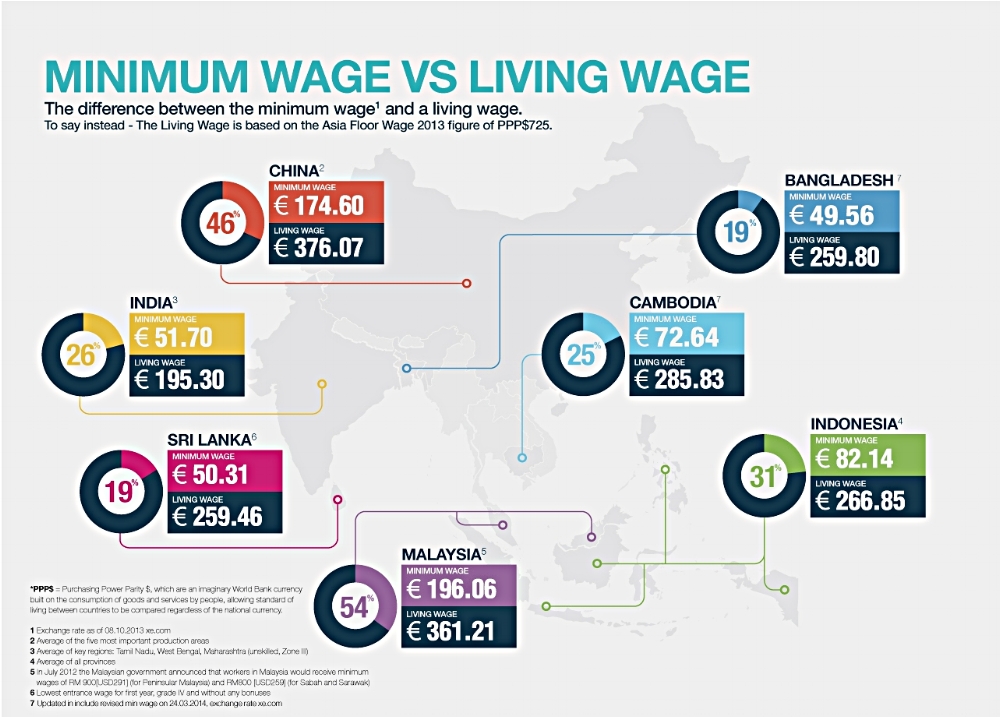 MINIMUM WAGE VS LIVING WAGE
The difference between the minimum wage¹ and a living wage.
To say instead - The Living Wage is based on the Asia Floor Wage 2013 figure of PPP$725.
CHINA²
46%
MINIMUM WAGE
€ 174.60
LIVING WAGE
€ 376.07
BANGLADESH ⁷
19%
MINIMUM WAGE
€ 49.56
LIVING WAGE
€ 259.80
INDIA³
26%
MINIMUM WAGE
€ 51.70
LIVING WAGE
€ 195.30
CAMBODIA⁷
25%
MINIMUM WAGE
€ 72.64
LIVING WAGE
€ 285.83
SRI LANKA⁶
19%
MINIMUM WAGE
€ 50.31
LIVING WAGE
€ 259.46
INDONESIA⁴
31%
MINIMUM WAGE
€ 82.14
LIVING WAGE
€ 266.85
MALAYSIA⁵
54%
MINIMUM WAGE
€ 196.06
LIVING WAGE
€ 361.21
*PPP$ = Purchasing Power Parity $, which are an imaginary World Bank currency
built on the consumption of goods and services by people, allowing standard of
living between countries to be compared regardless of the national currency.
1 Exchange rate as of 08.10.2013 xe.com
2 Average of the five most important production areas
3 Average of key regions: Tamil Nadu, West Bengal, Maharashtra (unskilled, Zone II)
4 Average of all provinces
5 In July 2012 the Malaysian government announced that workers in Malaysia would receive minimum
wages of RM 900[USD291] (for Peninsular Malaysia) and RM800 [USD259] (for Sabah and Sarawak)
6 Lowest entrance wage for first year, grade IV and without any bonuses
7 Updated in include revised min wage on 24.03.2014, exchange rate xe.com